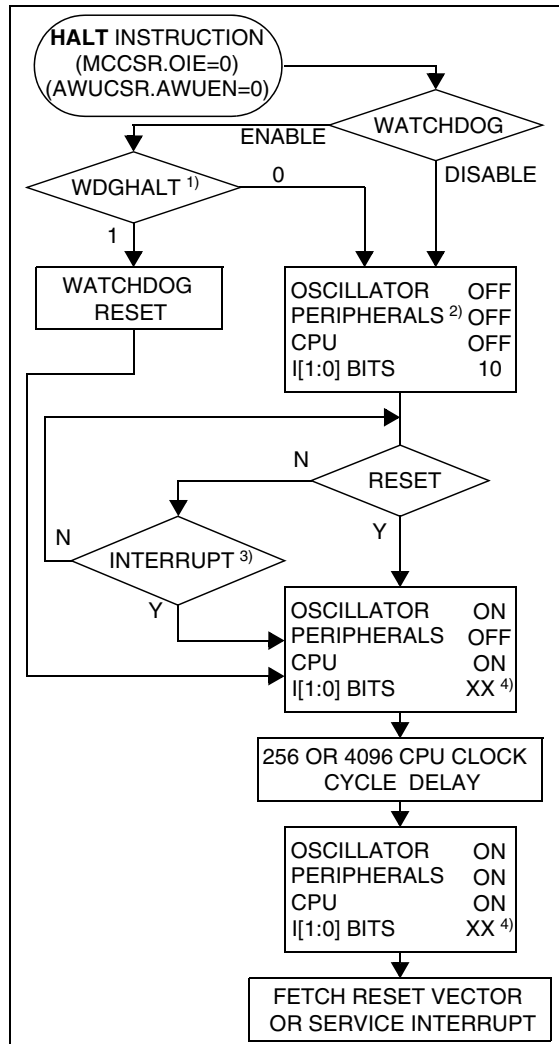 HALT INSTRUCTION
(MCCSR.OIE=0)
(AWUCSR.AWUEN=0)
WATCHDOG
ENABLE
DISABLE
WDGHALT 1)
0
1
WATCHDOG
RESET
OSCILLATOR OFF
PERIPHERALS 2) OFF
CPU OFF
I[1:0] BITS 10
RESET
N
Y
INTERRUPT 3)
N
Y
OSCILLATOR ON
PERIPHERALS OFF
CPU ON
I[1:0] BITS XX 4)
256 OR 4096 CPU CLOCK
CYCLE DELAY
OSCILLATOR ON
PERIPHERALS ON
CPU ON
I[1:0] BITS XX 4)
FETCH RESET VECTOR
OR SERVICE INTERRUPT